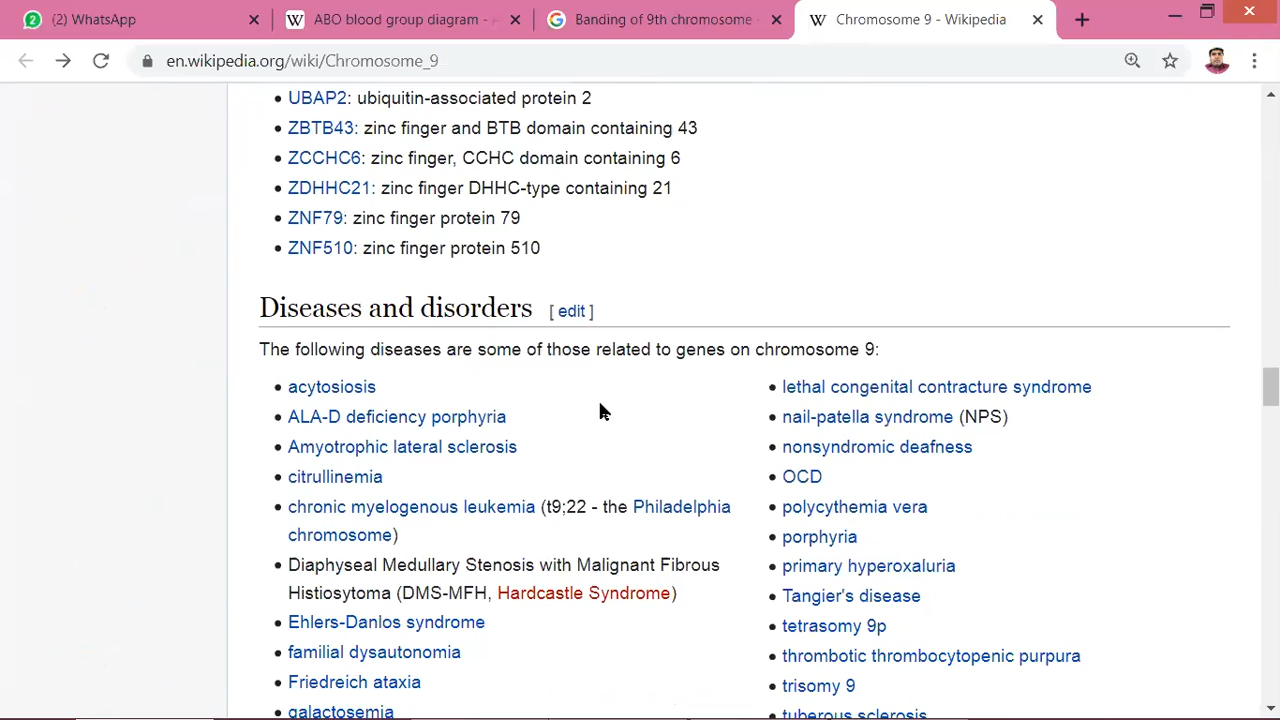 (2) WhatsApp
ABO blood group diagram -
Banding of 9th chromosome
Chromosome 9 - Wikipedia
en.wikipedia.org/wiki/Chromosome_9
• UBAP2: ubiquitin-associated protein 2
• ZBTB43: zinc finger and BTB domain containing 43
• ZCCHC6: zinc finger, CCHC domain containing 6
• ZDHHC21: zinc finger DHHC-type containing 21
• ZNF79: zinc finger protein 79
• ZNF510: zinc finger protein 510
Diseases and disorders [ edit ]
The following diseases are some of those related to genes on chromosome 9:
• acytosiosis
• ALA-D deficiency porphyria
• Amyotrophic lateral sclerosis
• citrullinemia
• chronic myelogenous leukemia (t9;22 - the Philadelphia
chromosome)
• Diaphyseal Medullary Stenosis with Malignant Fibrous
Histiosytoma (DMS-MFH, Hardcastle Syndrome)
• Ehlers-Danlos syndrome
• familial dysautonomia
• Friedreich ataxia
• galactosemia
• lethal congenital contracture syndrome
• nail-patella syndrome (NPS)
• nonsyndromic deafness
• OCD
• polycythemia vera
• porphyria
• primary hyperoxaluria
• Tangier's disease
• tetrasomy 9p
• thrombotic thrombocytopenic purpura
• trisomy 9
• tuberous sclerosis